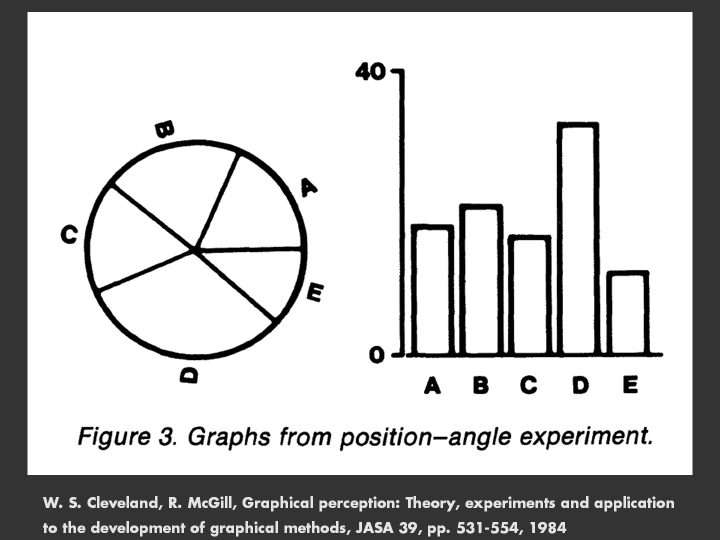 B
A
C
E
D
40
0
A B C D E
Figure 3. Graphs from position–angle experiment.
W. S. Cleveland, R. McGill, Graphical perception: Theory, experiments and application
to the development of graphical methods, JASA 39, pp. 531-554, 1984